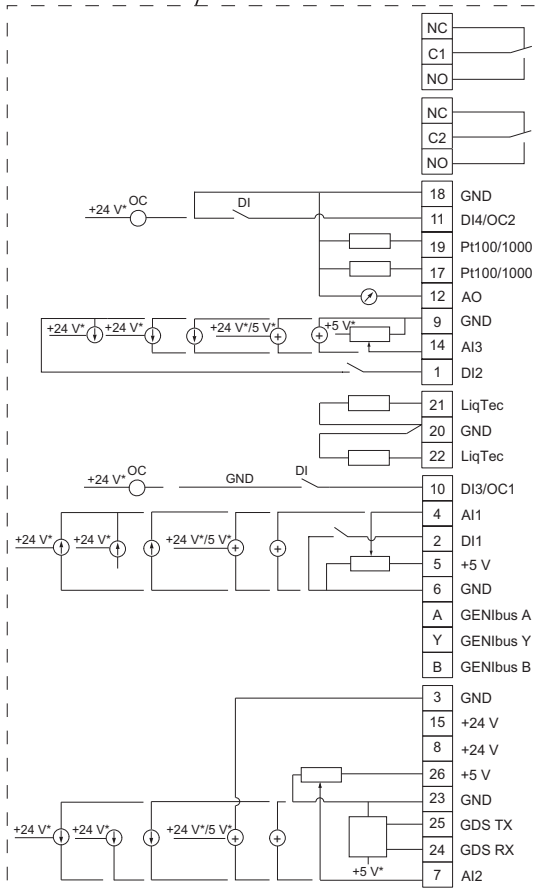 NC
C1
NO
NC
C2
NO
18 GND
+24 V* OC DI 11 DI4/OC2
19 Pt100/1000
17 Pt100/1000
12 AO
9 GND
+24 V* +24 V* +24 V*/5 V* +5 V*
14 AI3
1 DI2
21 LiqTec
20 GND
22 LiqTec
+24 V* OC GND DI 10 DI3/OC1
4 AI1
+24 V* +24 V* +24 V*/5 V* 2 DI1
5 +5 V
6 GND
A GENIbus A
Y GENIbus Y
B GENIbus B
3 GND
15 +24 V
8 +24 V
26 +5 V
23 GND
+24 V* +24 V* +24 V*/5 V* 25 GDS TX
24 GDS RX
+5 V* 7 AI2